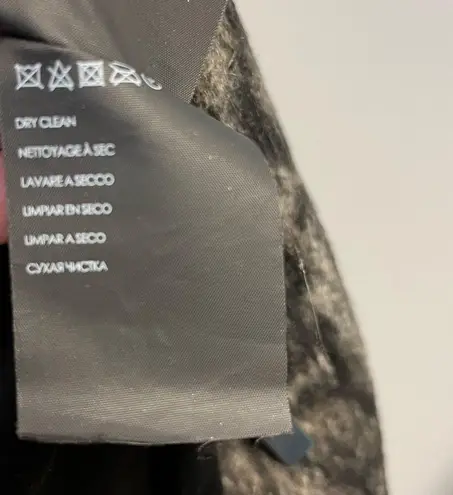 DRY CLEAN
NETTOYAGE À SEC
LAVARE A SECCO
LIMPIAR EN SECO
LIMPAR A SECO
СУХАЯ ЧИСТКА